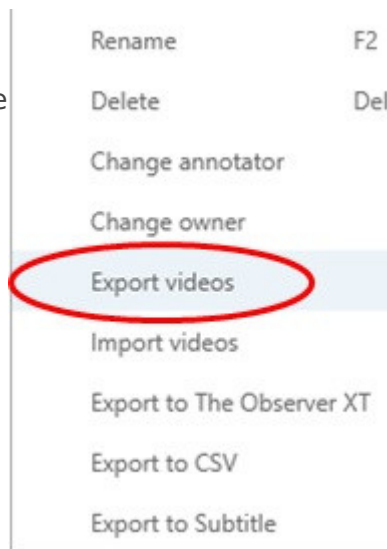 Rename F2
e
Delete Del
Change annotator
Change owner
Export videos
Import videos
Export to The Observer XT
Export to CSV
Export to Subtitle